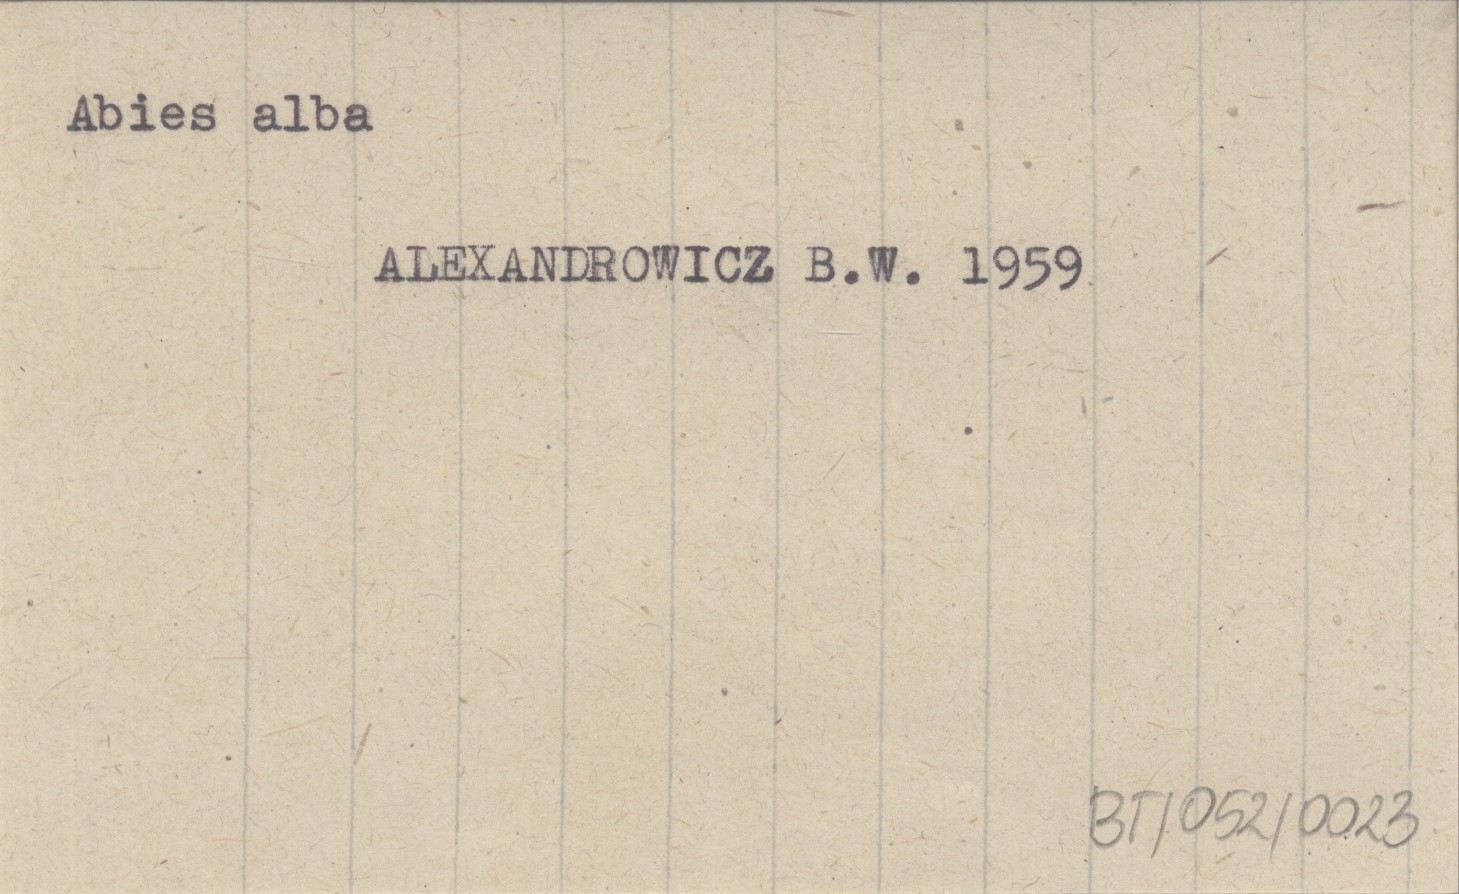 Abies alba
ALEXANDROWICZ B.W. 1959
BT/052/0023